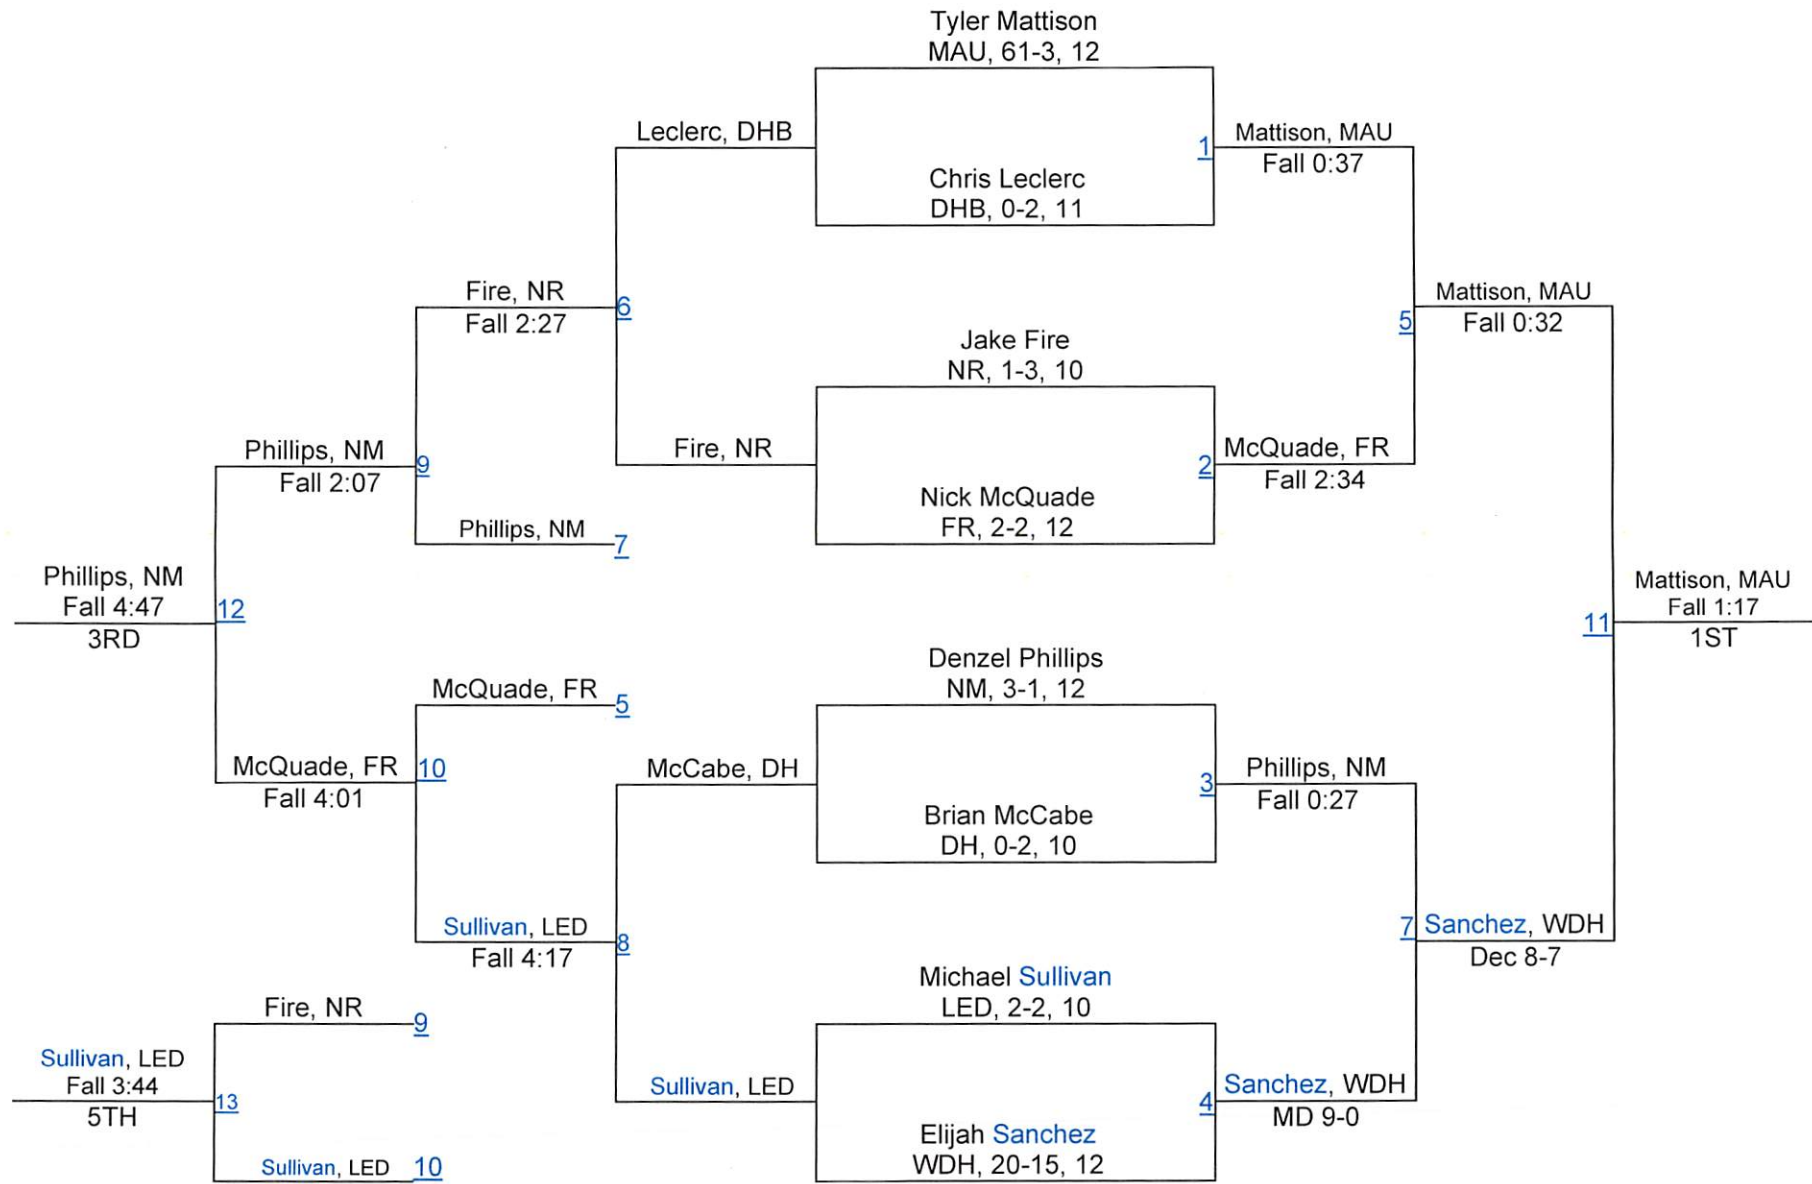 Tyler Mattison
MAU, 61-3, 12
Leclerc, DHB
1
Mattison, MAU
Fall 0:37
Chris Leclerc
DHB, 0-2, 11
Fire, NR
Fall 2:27
6
Mattison, MAU
Fall 0:32
5
Jake Fire
NR, 1-3, 10
Phillips, NM
Fall 2:07
9
Fire, NR
2
McQuade, FR
Fall 2:34
Nick McQuade
FR, 2-2, 12
Phillips, NM
7
Phillips, NM
Fall 4:47
3RD
12
11
Mattison, MAU
Fall 1:17
1ST
Denzel Phillips
NM, 3-1, 12
McQuade, FR
5
McQuade, FR
Fall 4:01
10
McCabe, DH
3
Phillips, NM
Fall 0:27
Brian McCabe
DH, 0-2, 10
Sullivan, LED
Fall 4:17
8
7
Sanchez, WDH
Dec 8-7
Michael Sullivan
LED, 2-2, 10
Fire, NR
9
Sullivan, LED
Fall 3:44
5TH
13
Sullivan, LED
4
Sanchez, WDH
MD 9-0
Elijah Sanchez
WDH, 20-15, 12
Sullivan, LED
10